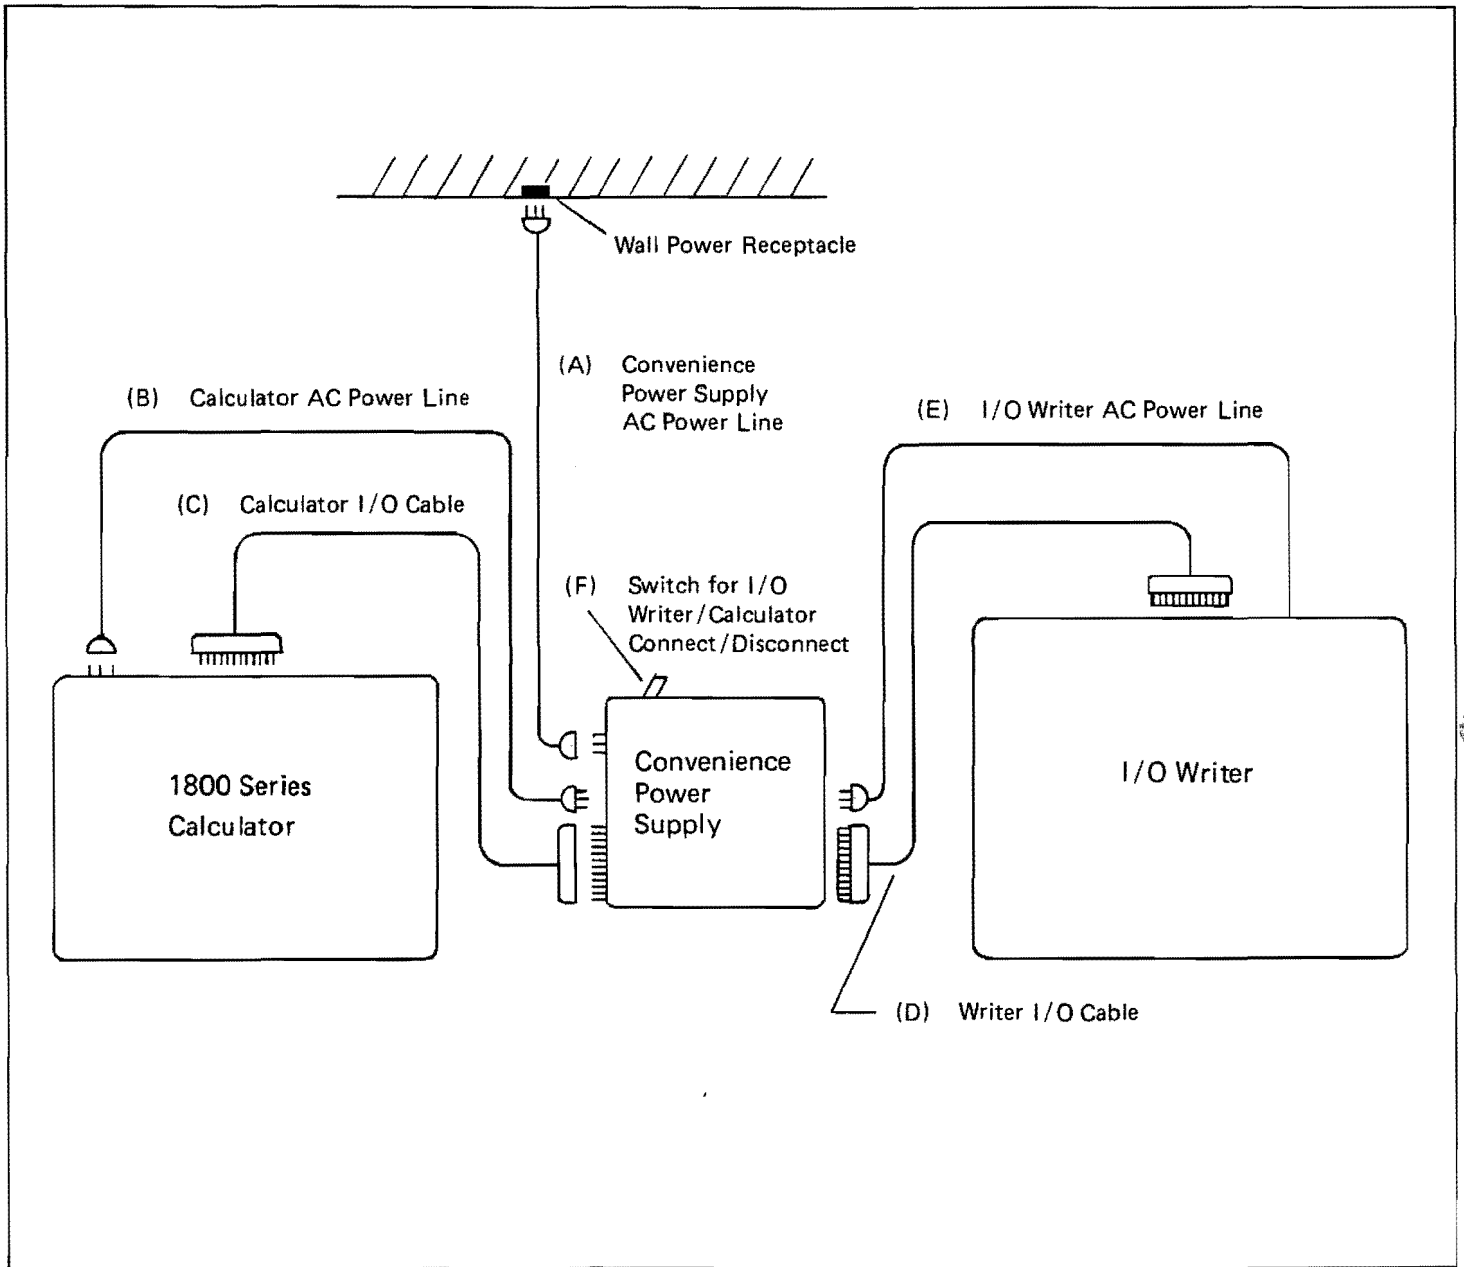 Wall Power Receptacle
(A) Convenience
Power Supply
AC Power Line
(B) Calculator AC Power Line
(E) I/O Writer AC Power Line
(C) Calculator I/O Cable
(F) Switch for I/O
Writer/Calculator
Connect/Disconnect
1800 Series
Calculator
Convenience
Power
Supply
I/O Writer
(D) Writer I/O Cable